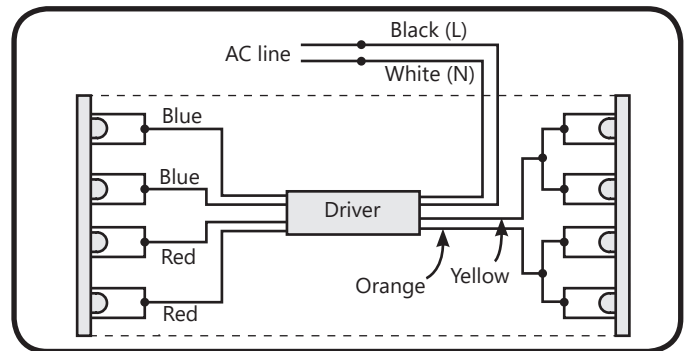 Black (L)
AC line
White (N)
Blue
Blue
Driver
Red
Orange
Yellow
Red